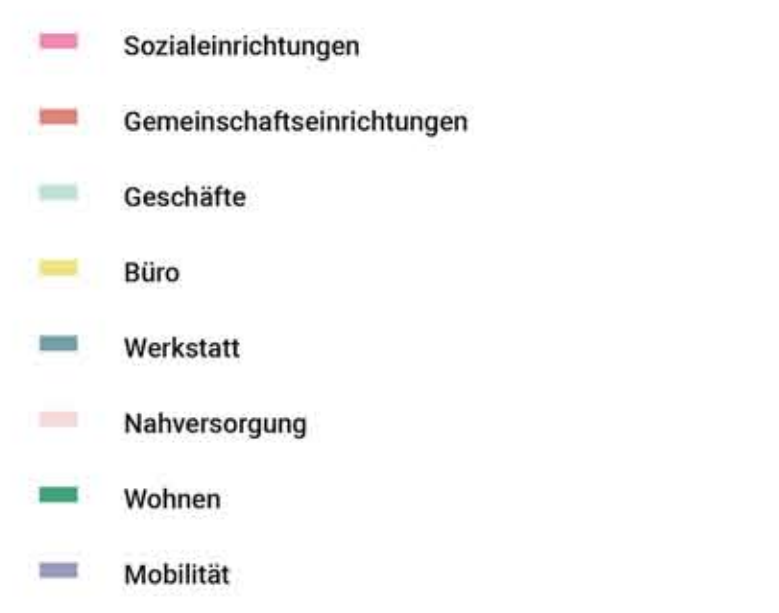 Sozialeinrichtungen
Gemeinschaftseinrichtungen
Geschäfte
Büro
Werkstatt
Nahversorgung
Wohnen
Mobilität